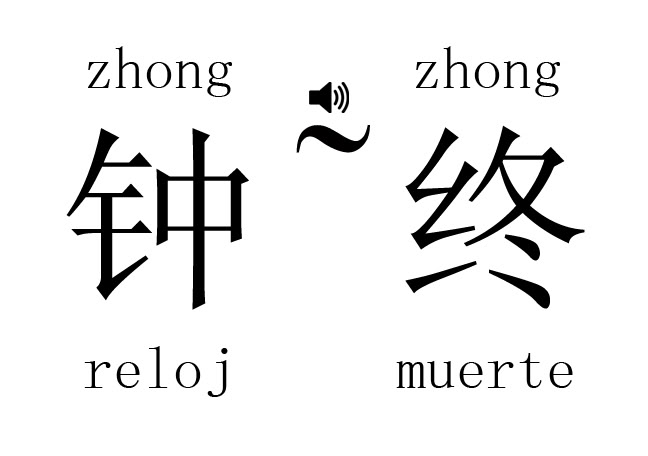 zhong zhong
钟 ~ 终
reloj muerte